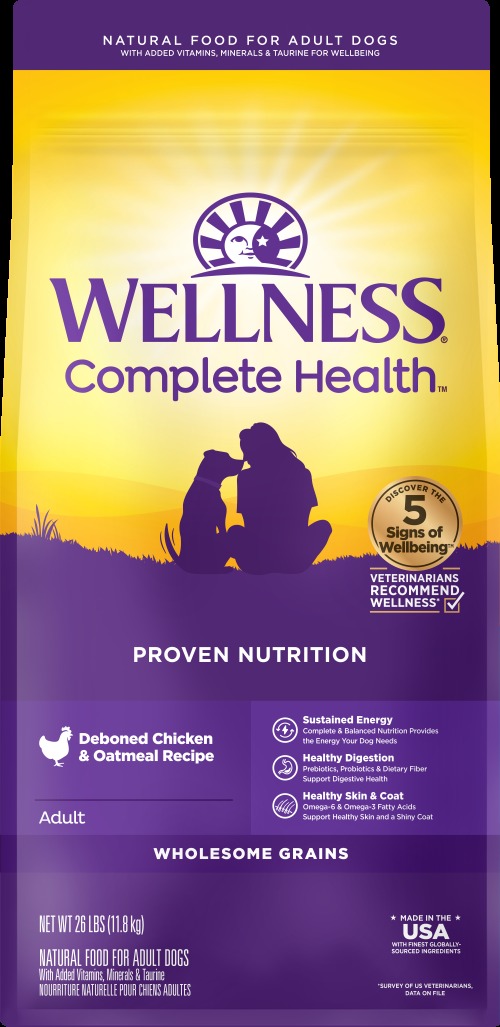 NATURAL FOOD FOR ADULT DOGS
WITH ADDED VITAMINS, MINERALS & TAURINE FOR WELLBEING
WELLNESS®
Complete Health™
DISCOVER THE
5
Signs of
Wellbeing™
VETERINARIANS
RECOMMEND
WELLNESS*
PROVEN NUTRITION
Deboned Chicken
& Oatmeal Recipe
Adult
Sustained Energy
Complete & Balanced Nutrition Provides
the Energy Your Dog Needs
Healthy Digestion
Prebiotics, Probiotics & Dietary Fiber
Support Digestive Health
Healthy Skin & Coat
Omega-6 & Omega-3 Fatty Acids
Support Healthy Skin and a Shiny Coat
WHOLESOME GRAINS
NET WT 26 LBS (11.8 kg)
NATURAL FOOD FOR ADULT DOGS
With Added Vitamins, Minerals & Taurine
NOURRITURE NATURELLE POUR CHIENS ADULTES
★ MADE IN THE ★
USA
WITH FINEST GLOBALLY-
SOURCED INGREDIENTS
*SURVEY OF US VETERINARIANS,
DATA ON FILE